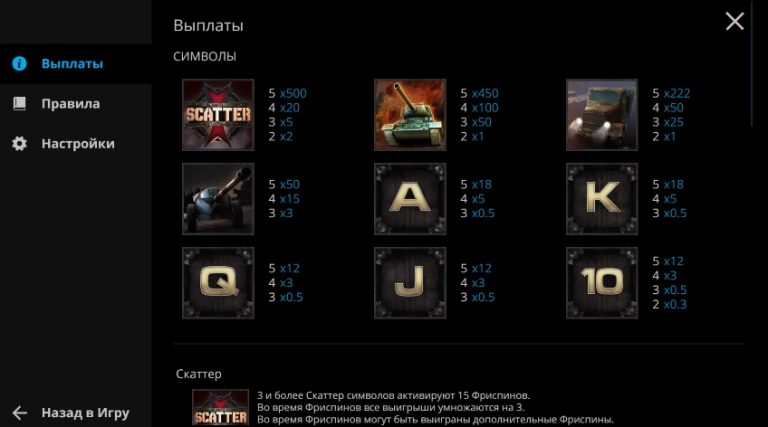 Выплаты
СИМВОЛЫ
Выплаты
Правила
Настройки
SCATTER
5 x500
4 x20
3 x5
2 x2
5 x450
4 x100
3 x50
2 x1
5 x222
4 x50
3 x25
2 x1
5 x50
4 x15
3 x3
A
5 x18
4 x5
3 x0.5
K
5 x18
4 x5
3 x0.5
Q
5 x12
4 x3
3 x0.5
J
5 x12
4 x3
3 x0.5
10
5 x12
4 x3
3 x0.5
2 x0.3
Скаттер
SCATTER
3 и более Скаттер символов активируют 15 Фриспинов.
Во время Фриспинов все выигрыши умножаются на 3.
Во время Фриспинов могут быть выиграны дополнительные Фриспины.
Назад в Игру